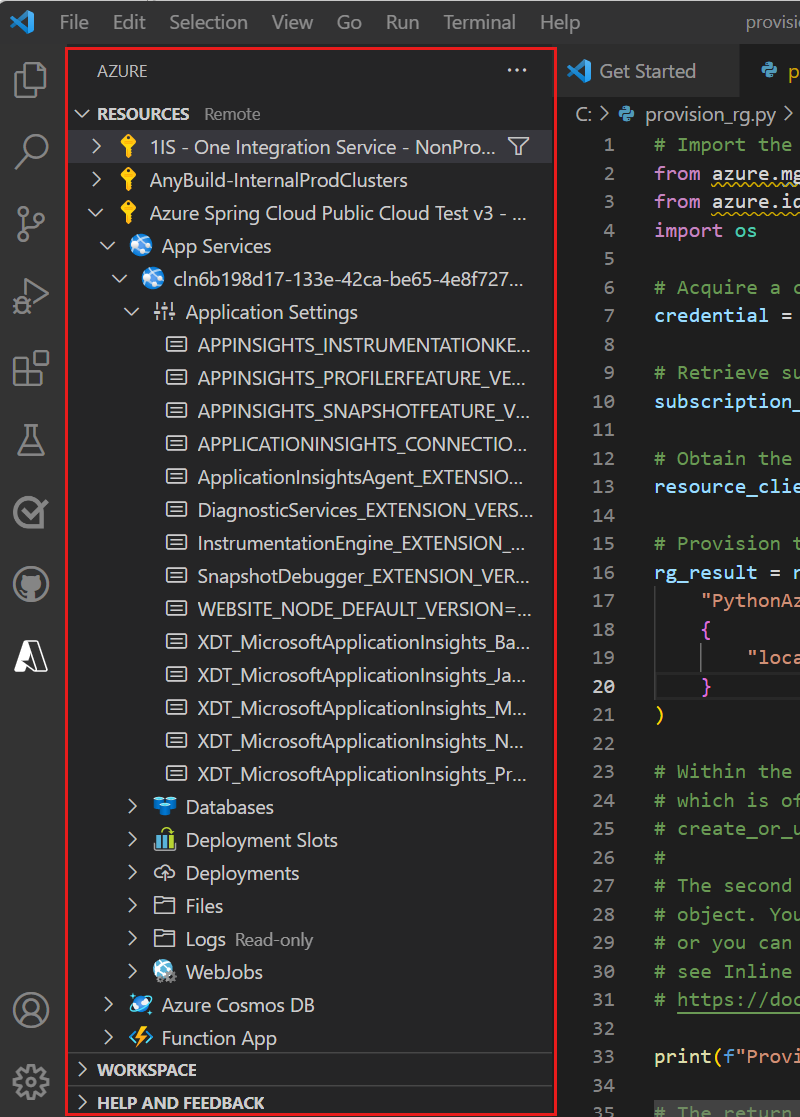 File Edit Selection View Go Run Terminal Help provisi
AZURE
RESOURCES Remote
1IS - One Integration Service - NonPro...
AnyBuild-InternalProdClusters
Azure Spring Cloud Public Cloud Test v3 - ...
App Services
cln6b198d17-133e-42ca-be65-4e8f727...
Application Settings
APPINSIGHTS_INSTRUMENTATIONKE...
APPINSIGHTS_PROFILERFEATURE_VE...
APPINSIGHTS_SNAPSHOTFEATURE_V...
APPLICATIONINSIGHTS_CONNECTIO...
ApplicationInsightsAgent_EXTENSIO...
DiagnosticServices_EXTENSION_VERS...
InstrumentationEngine_EXTENSION_...
SnapshotDebugger_EXTENSION_VER...
WEBSITE_NODE_DEFAULT_VERSION=...
XDT_MicrosoftApplicationInsights_Ba...
XDT_MicrosoftApplicationInsights_Ja...
XDT_MicrosoftApplicationInsights_M...
XDT_MicrosoftApplicationInsights_N...
XDT_MicrosoftApplicationInsights_Pr...
Databases
Deployment Slots
Deployments
Files
Logs Read-only
WebJobs
Azure Cosmos DB
Function App
WORKSPACE
HELP AND FEEDBACK
Get Started p
C: > provision_rg.py >
1 # Import the
2 from azure.mg
3 from azure.id
4 import os
5
6 # Acquire a c
7 credential =
8
9 # Retrieve su
10 subscription_
11
12 # Obtain the
13 resource_clie
14
15 # Provision t
16 rg_result = r
17 "PythonAz
18 {
19 "loca
20 }
21 )
22
23 # Within the
24 # which is of
25 # create_or_u
26 #
27 # The second
28 # object. You
29 # or you can
30 # see Inline
31 # https://doc
32
33 print(f"Provi
34
35 # The return